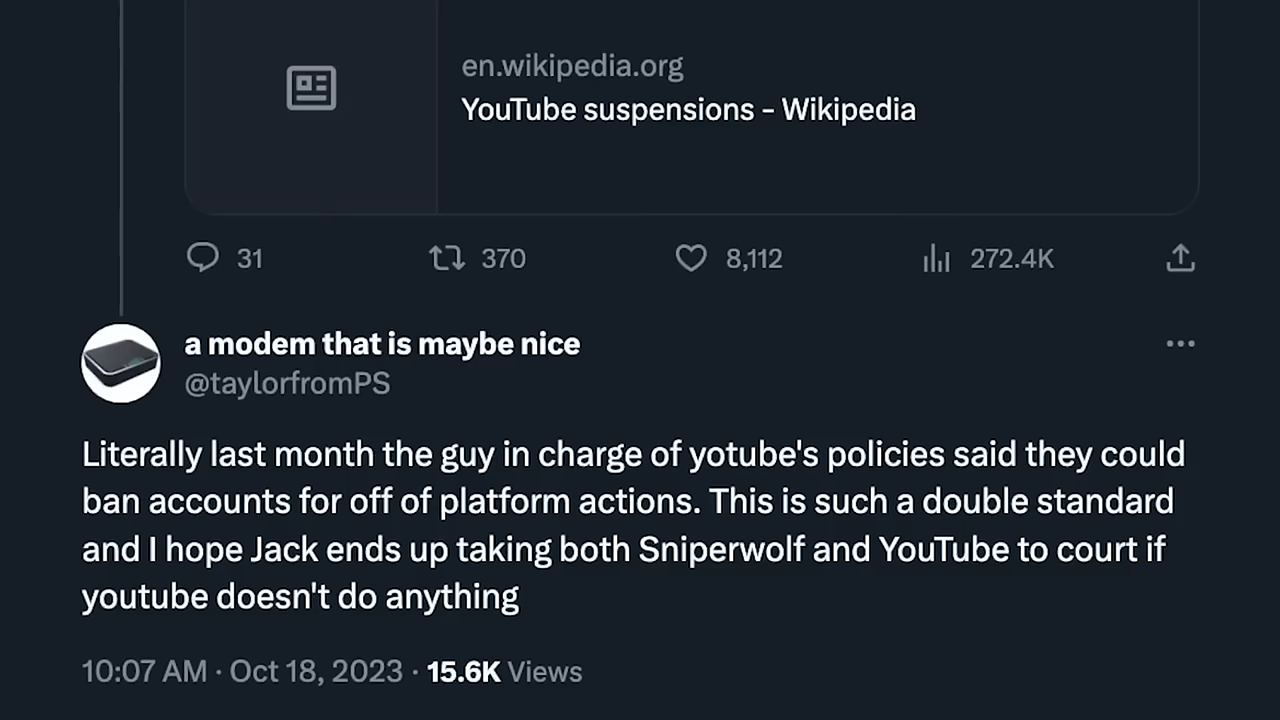 en.wikipedia.org
YouTube suspensions - Wikipedia
31 370 8,112 272.4K
a modem that is maybe nice
@taylorfromPS
Literally last month the guy in charge of yotube's policies said they could
ban accounts for off of platform actions. This is such a double standard
and I hope Jack ends up taking both Sniperwolf and YouTube to court if
youtube doesn't do anything
10:07 AM · Oct 18, 2023 · 15.6K Views